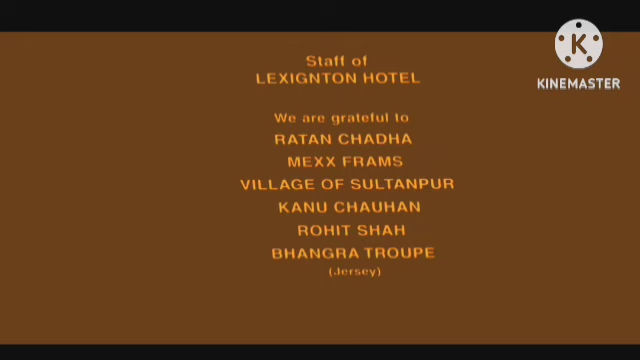 Staff of
LEXIGNTON HOTEL
We are grateful to
RATAN CHADHA
MEXX FRAMS
VILLAGE OF SULTANPUR
KANU CHAUHAN
ROHIT SHAH
BHANGRA TROUPE
(Jersey)
K
KINEMASTER